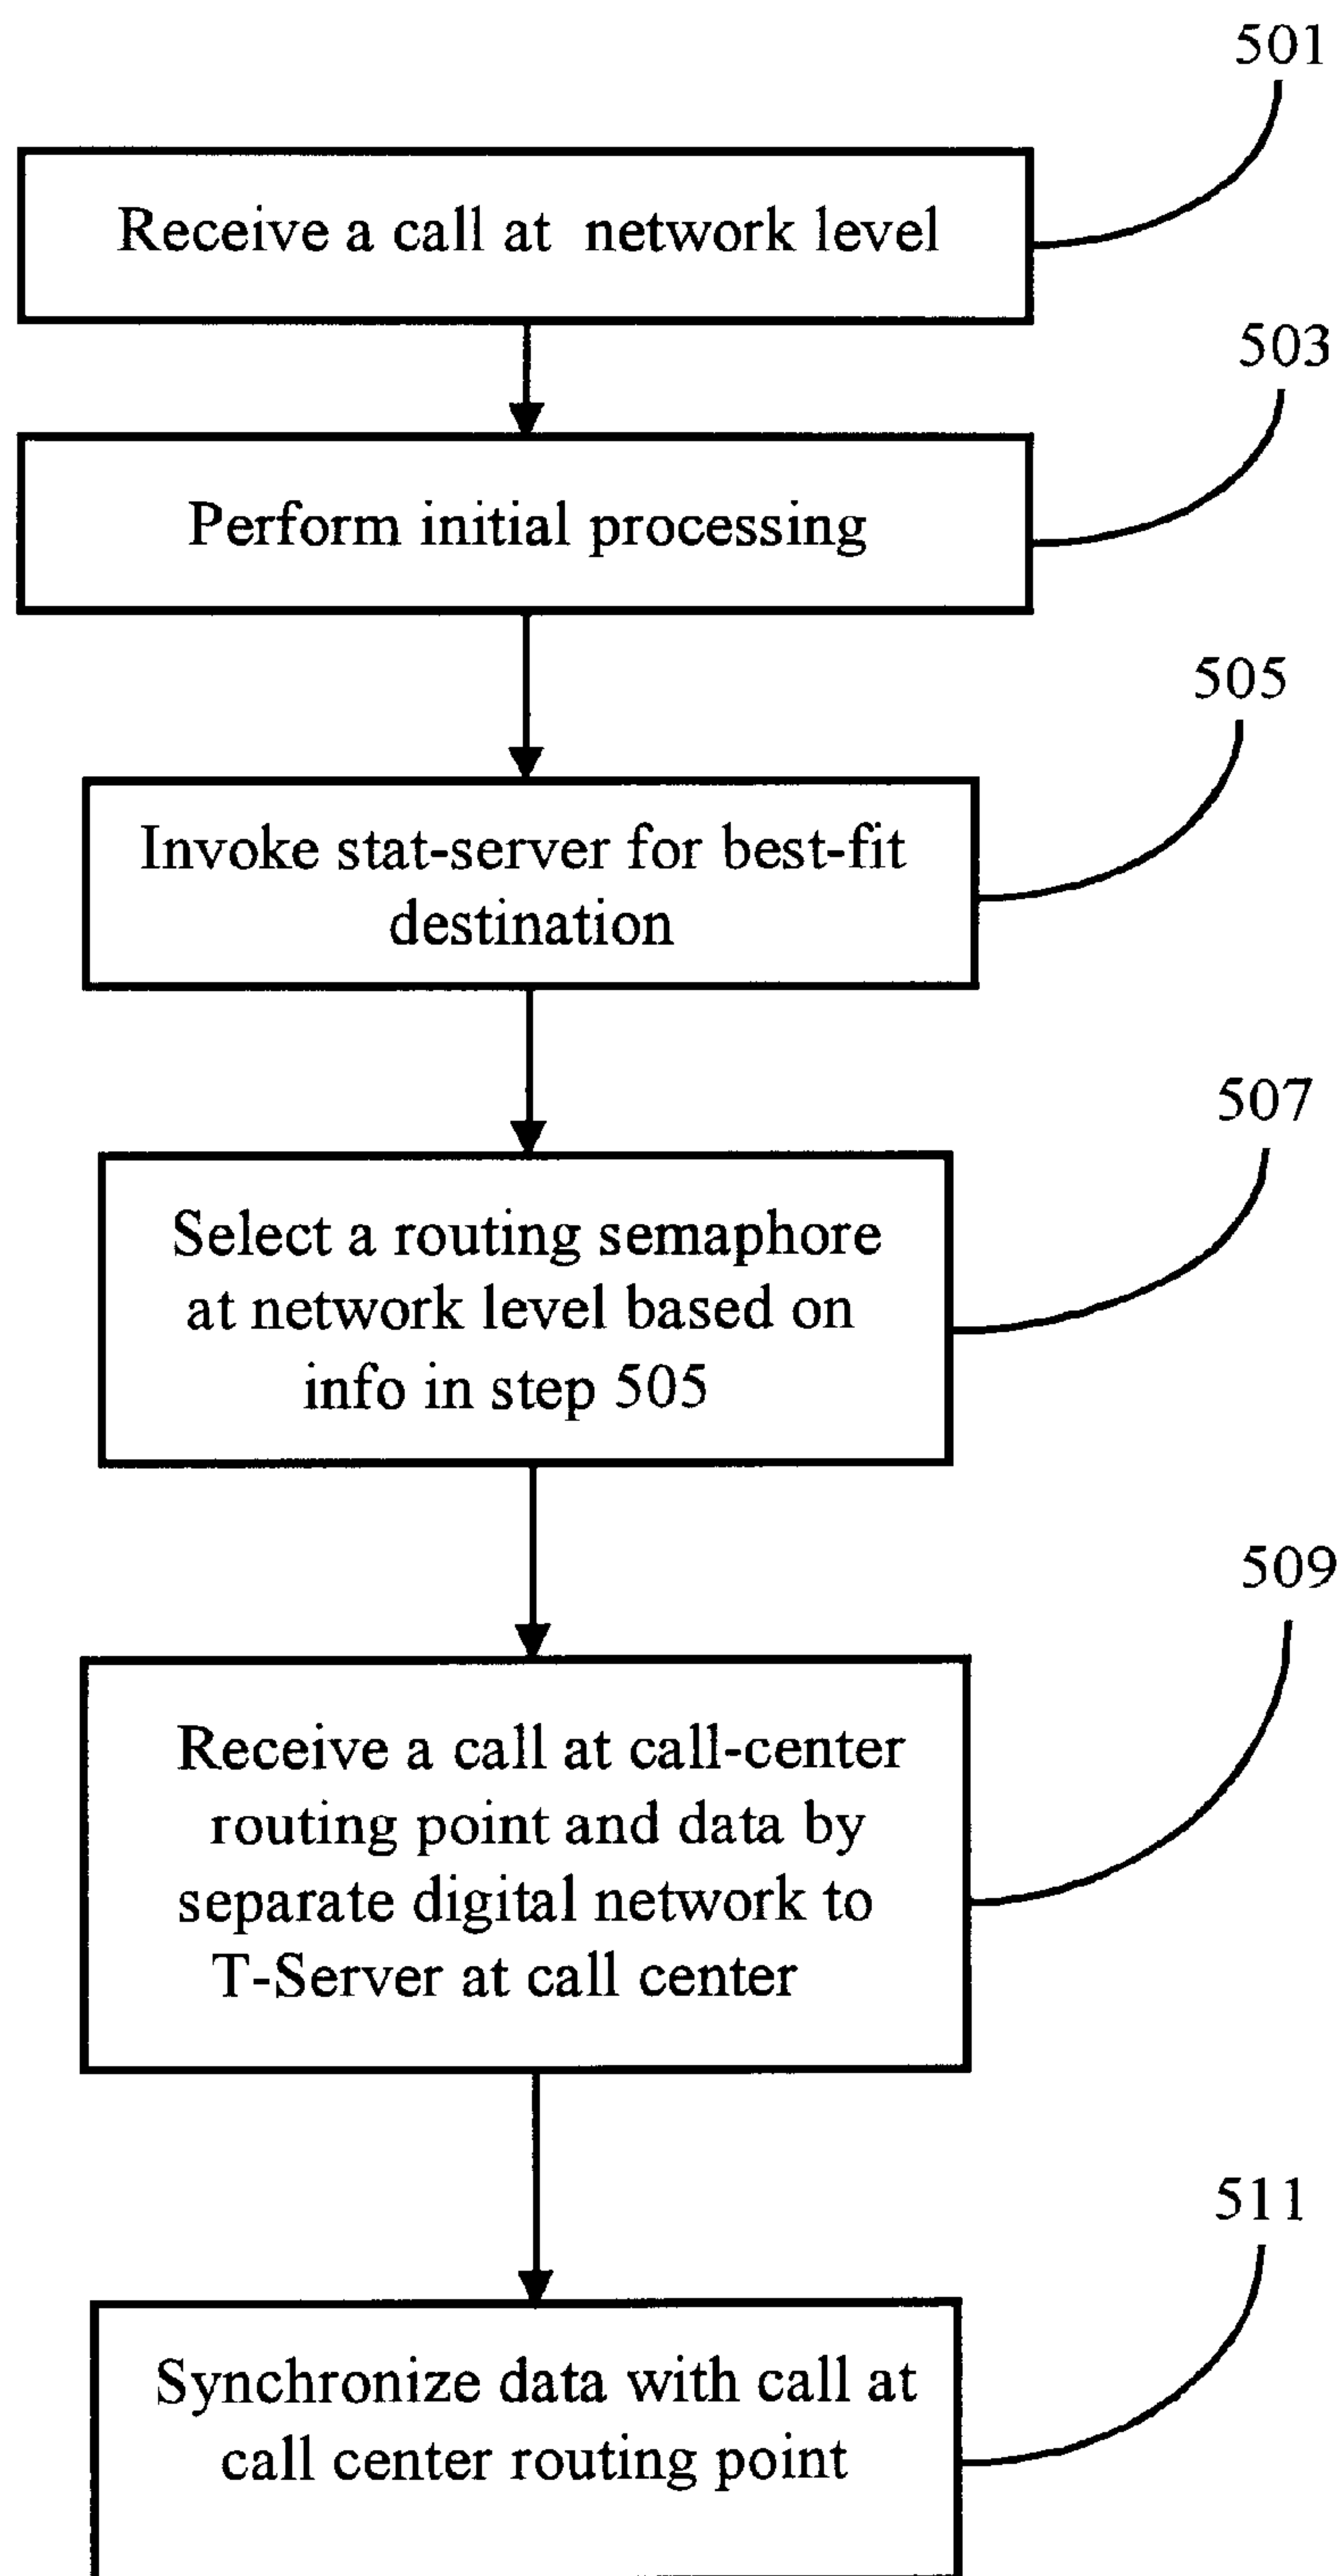 501
Receive a call at network level
503
Perform initial processing
505
Invoke stat-server for best-fit
destination
507
Select a routing semaphore
at network level based on
info in step 505
509
Receive a call at call-center
routing point and data by
separate digital network to
T-Server at call center
511
Synchronize data with call at
call center routing point